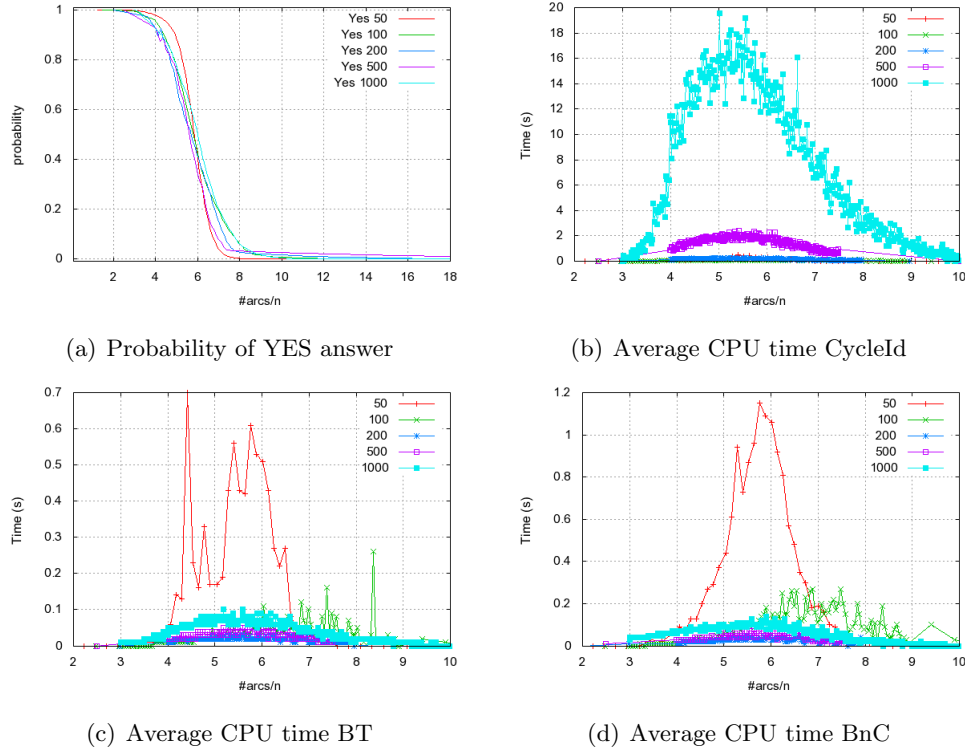 1
0.8
0.6
0.4
0.2
0
probability
2 4 6 8 10 12 14 16 18
#arcs/n
Yes 50
Yes 100
Yes 200
Yes 500
Yes 1000
(a) Probability of YES answer
20
18
16
14
12
10
8
6
4
2
0
Time (s)
2 3 4 5 6 7 8 9 10
#arcs/n
50
100
200
500
1000
(b) Average CPU time CycleId
0.7
0.6
0.5
0.4
0.3
0.2
0.1
0
Time (s)
2 3 4 5 6 7 8 9 10
#arcs/n
50
100
200
500
1000
(c) Average CPU time BT
1.2
1
0.8
0.6
0.4
0.2
0
Time (s)
2 3 4 5 6 7 8 9 10
#arcs/n
50
100
200
500
1000
(d) Average CPU time BnC